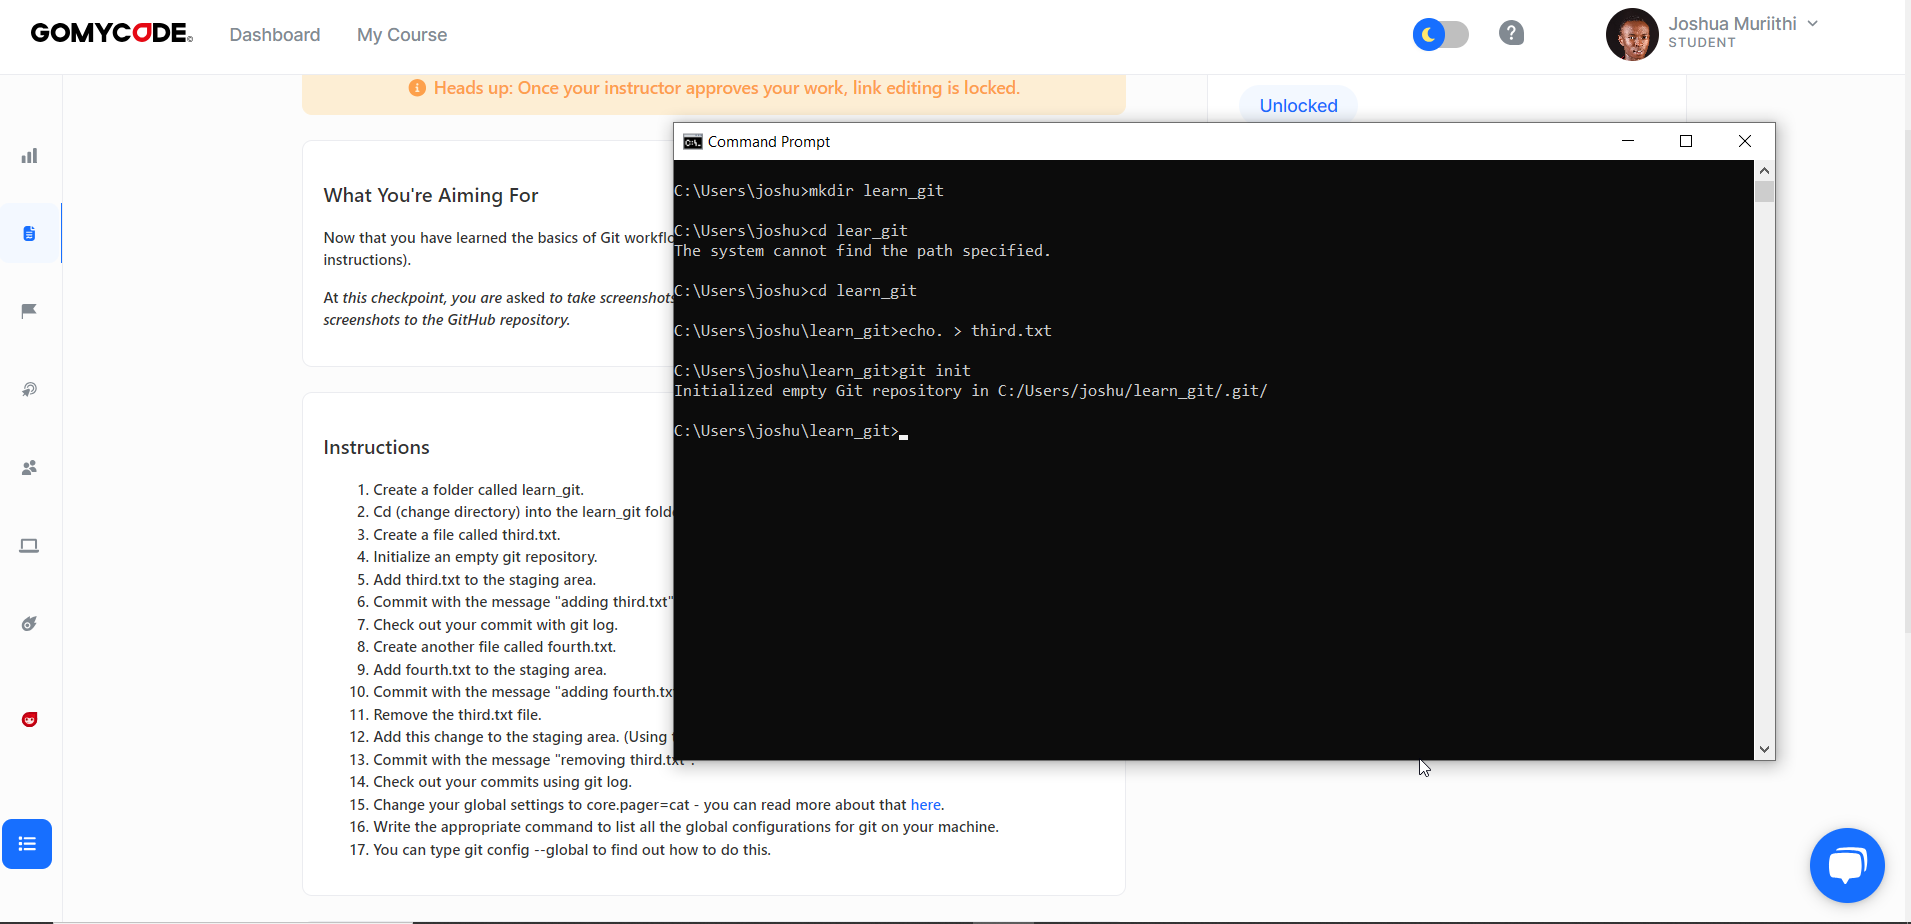 GOMYCODE©
Dashboard
My Course
?
Joshua Muriithi
STUDENT
Heads up: Once your instructor approves your work, link editing is locked.
Unlocked
What You're Aiming For
Now that you have learned the basics of Git
instructions).
At this checkpoint, you are asked to take screenshots
screenshots to the GitHub repository.
Instructions
1. Create a folder called learn_git.
2. Cd (change directory) into the learn_git
3. Create a file called third.txt.
4. Initialize an empty git repository.
5. Add third.txt to the staging area.
6. Commit with the message "adding third.txt"
7. Check out your commit with git log.
8. Create another file called fourth.txt.
9. Add fourth.txt to the staging area.
10. Commit with the message "adding
11. Remove the third.txt file.
12. Add this change to the staging area. (Using
13. Commit with the message "removing third.txt".
14. Check out your commits using git log.
15. Change your global settings to core.pager=cat - you can read more about that here.
16. Write the appropriate command to list all the global configurations for git on your machine.
17. You can type git config --global to find out how to do this.
C:\. Command Prompt
C:\Users\joshu>mkdir learn_git
C:\Users\joshu>cd lear_git
The system cannot find the path specified.
C:\Users\joshu>cd learn_git
C:\Users\joshu\learn_git>echo. > third.txt
C:\Users\joshu\learn_git>git init
Initialized empty Git repository in C:/Users/joshu/learn_git/.git/
C:\Users\joshu\learn_git>